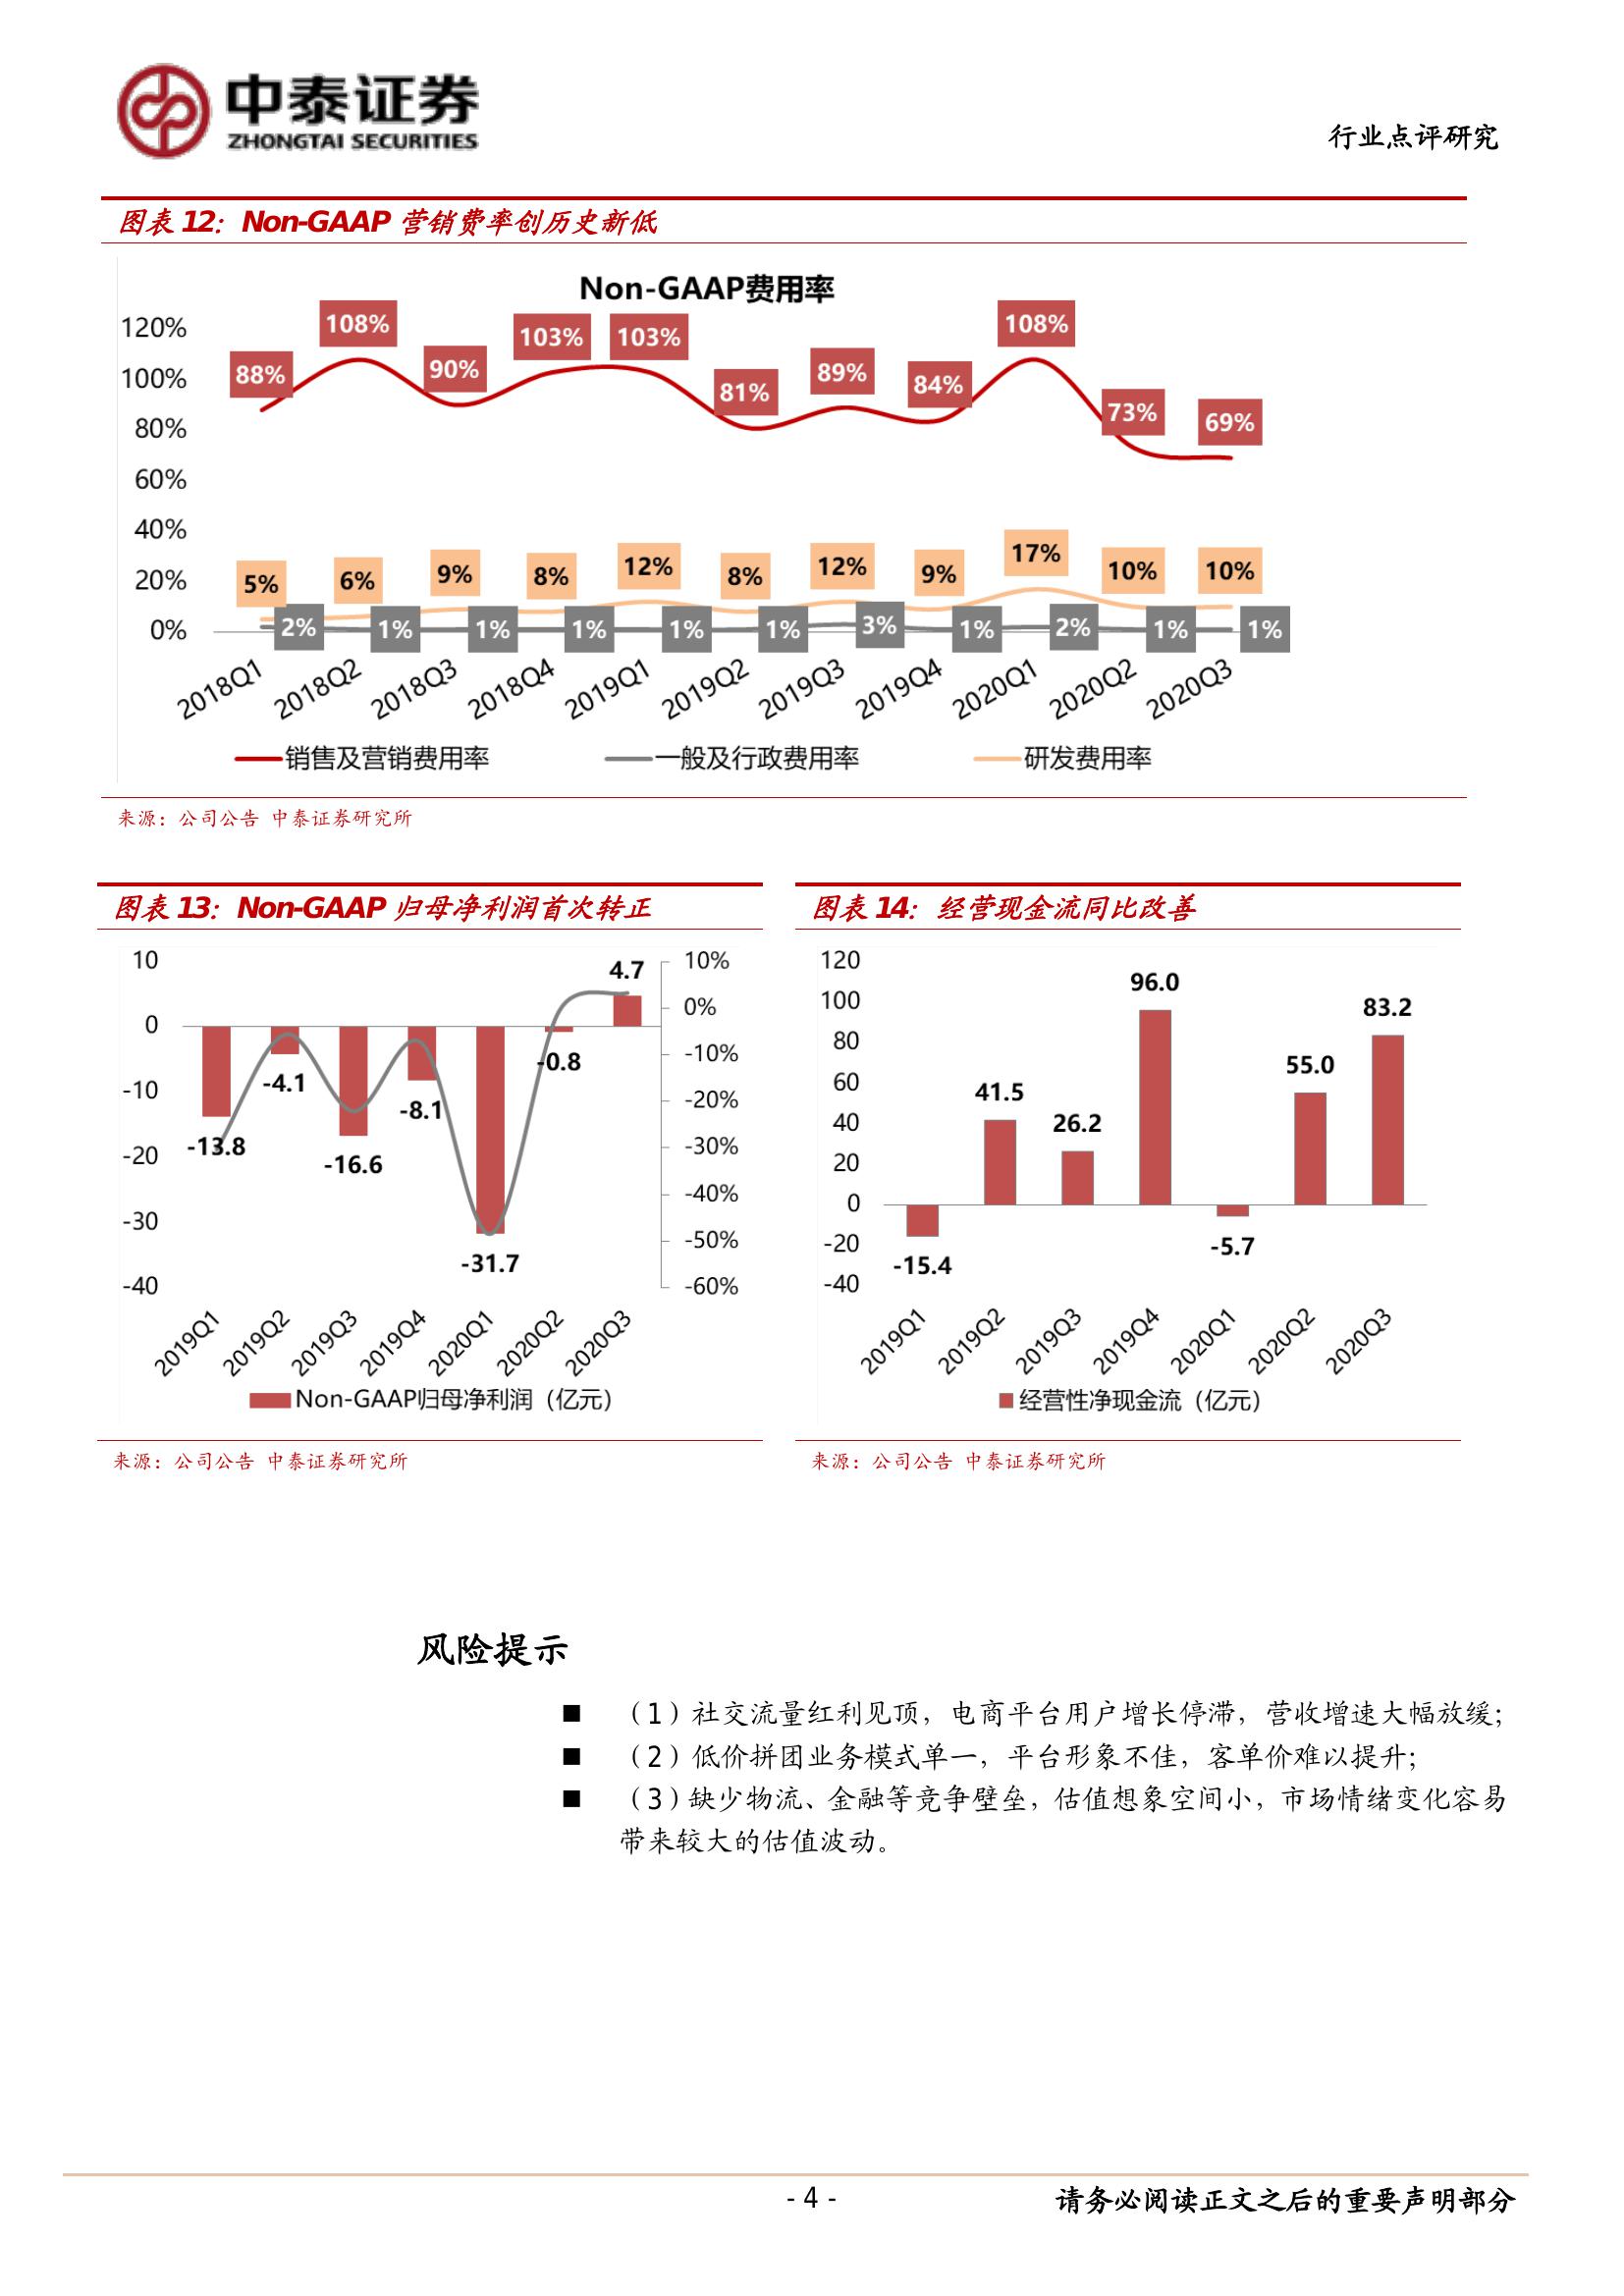 中泰证券
ZHONGTAI SECURITIES
行业点评研究
图表 12：Non-GAAP 营销费率创历史新低
Non-GAAP费用率
120%
100%
80%
60%
40%
20%
0%
88% 108% 90% 103% 103% 81% 89% 84% 108% 73% 69%
5% 6% 9% 8% 12% 8% 12% 9% 17% 10% 10%
2% 1% 1% 1% 1% 1% 3% 1% 2% 1% 1%
2018Q1 2018Q2 2018Q3 2018Q4 2019Q1 2019Q2 2019Q3 2019Q4 2020Q1 2020Q2 2020Q3
销售及营销费用率 一般及行政费用率 研发费用率
来源：公司公告 中泰证券研究所
图表 13：Non-GAAP 归母净利润首次转正
10
0
-10
-20
-30
-40
-13.8 -4.1 -16.6 -8.1 -31.7 -0.8 4.7
10%
0%
-10%
-20%
-30%
-40%
-50%
-60%
2019Q1 2019Q2 2019Q3 2019Q4 2020Q1 2020Q2 2020Q3
Non-GAAP归母净利润（亿元）
来源：公司公告 中泰证券研究所
图表 14：经营现金流同比改善
120
100
80
60
40
20
0
-20
-40
-15.4 41.5 26.2 96.0 -5.7 55.0 83.2
2019Q1 2019Q2 2019Q3 2019Q4 2020Q1 2020Q2 2020Q3
经营性净现金流（亿元）
来源：公司公告 中泰证券研究所
风险提示
■ （1）社交流量红利见顶，电商平台用户增长停滞，营收增速大幅放缓；
■ （2）低价拼团业务模式单一，平台形象不佳，客单价难以提升；
■ （3）缺少物流、金融等竞争壁垒，估值想象空间小，市场情绪变化容易
带来较大的估值波动。
- 4 -
请务必阅读正文之后的重要声明部分